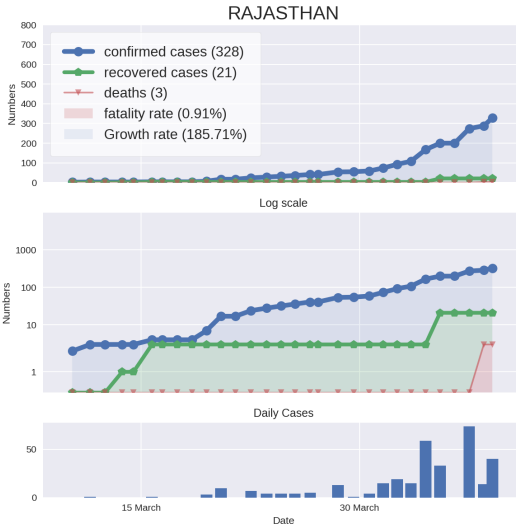 RAJASTHAN
800
700
600
500
400
300
200
100
0
Numbers
confirmed cases (328)
recovered cases (21)
deaths (3)
fatality rate (0.91%)
Growth rate (185.71%)
Log scale
1000
100
10
1
Numbers
Daily Cases
50
0
15 March
30 March
Date